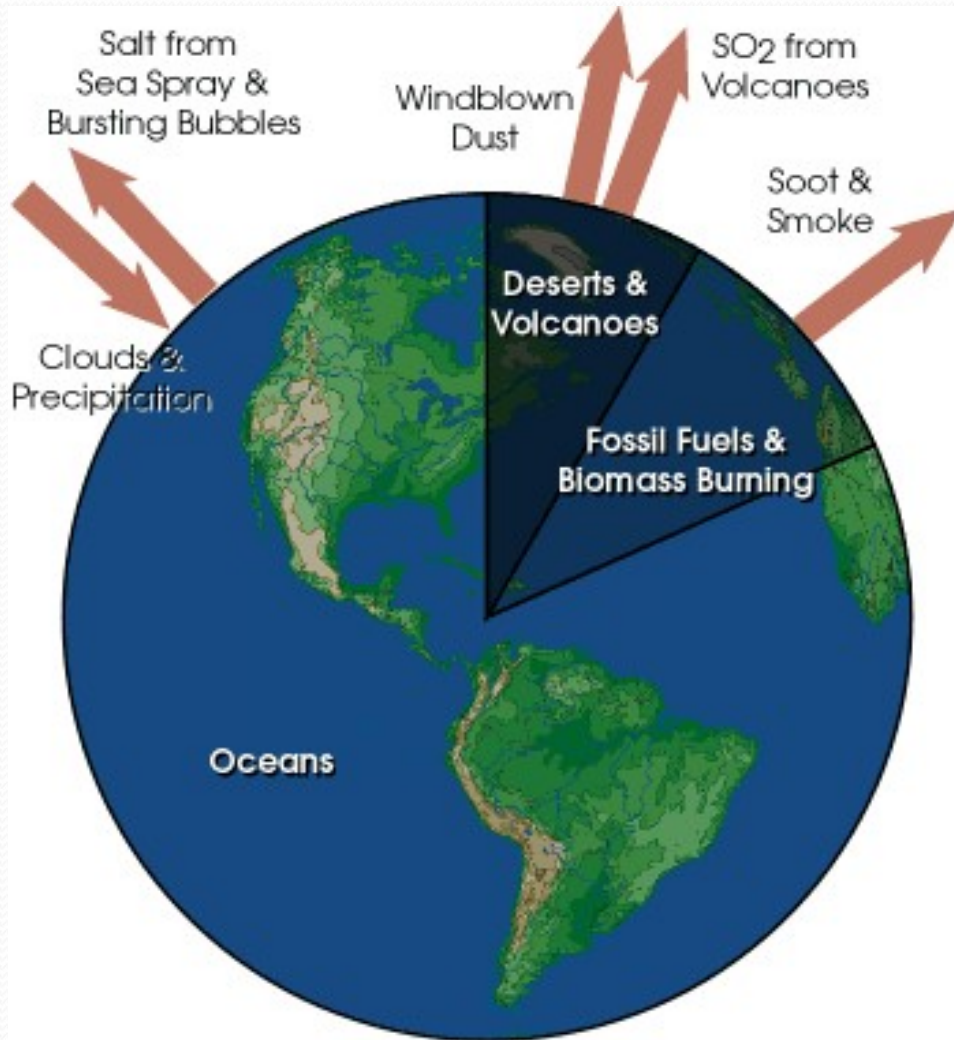 Salt from
Sea Spray &
Bursting Bubbles
Windblown
Dust
SO2 from
Volcanoes
Soot &
Smoke
Clouds &
Precipitation
Deserts &
Volcanoes
Fossil Fuels &
Biomass Burning
Oceans